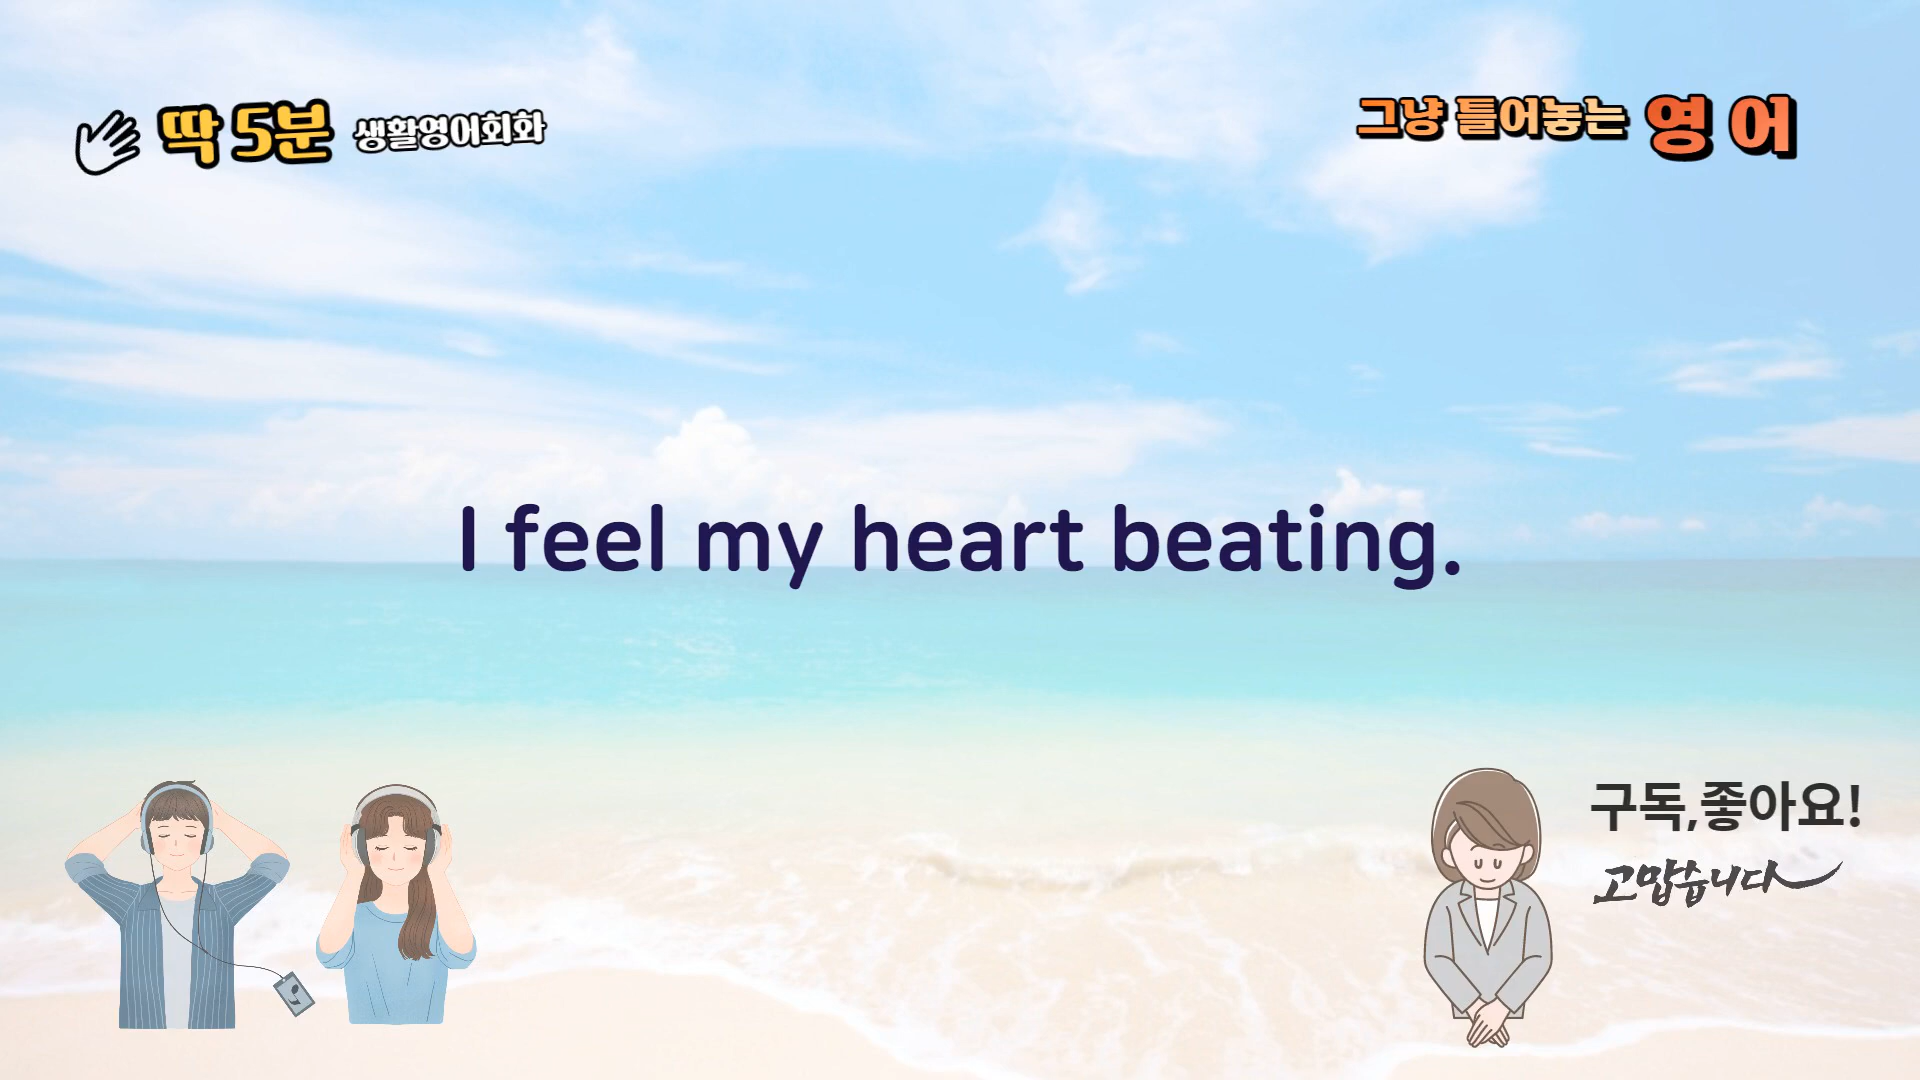 딱 5분 생활영어회화
그냥 틀어놓는 영어
I feel my heart beating.
구독,좋아요!
고맙습니다